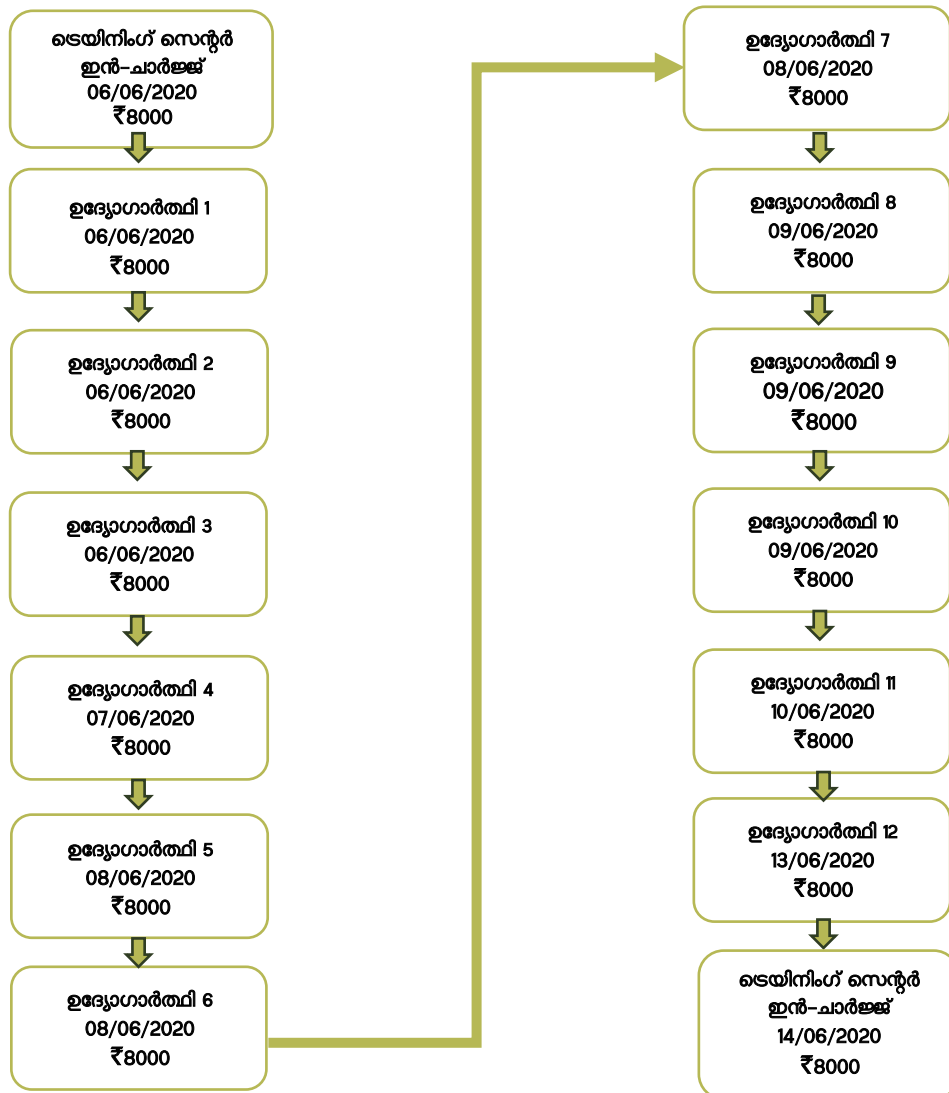 ട്രെയിനിംഗ് സെന്റർ
ഇൻ-ചാർജ്ജ്
06/06/2020
₹8000
ഉദ്യോഗാർത്ഥി 1
06/06/2020
₹8000
ഉദ്യോഗാർത്ഥി 2
06/06/2020
₹8000
ഉദ്യോഗാർത്ഥി 3
06/06/2020
₹8000
ഉദ്യോഗാർത്ഥി 4
07/06/2020
₹8000
ഉദ്യോഗാർത്ഥി 5
08/06/2020
₹8000
ഉദ്യോഗാർത്ഥി 6
08/06/2020
₹8000
ഉദ്യോഗാർത്ഥി 7
08/06/2020
₹8000
ഉദ്യോഗാർത്ഥി 8
09/06/2020
₹8000
ഉദ്യോഗാർത്ഥി 9
09/06/2020
₹8000
ഉദ്യോഗാർത്ഥി 10
09/06/2020
₹8000
ഉദ്യോഗാർത്ഥി 11
10/06/2020
₹8000
ഉദ്യോഗാർത്ഥി 12
13/06/2020
₹8000
ട്രെയിനിംഗ് സെന്റർ
ഇൻ-ചാർജ്ജ്
14/06/2020
₹8000